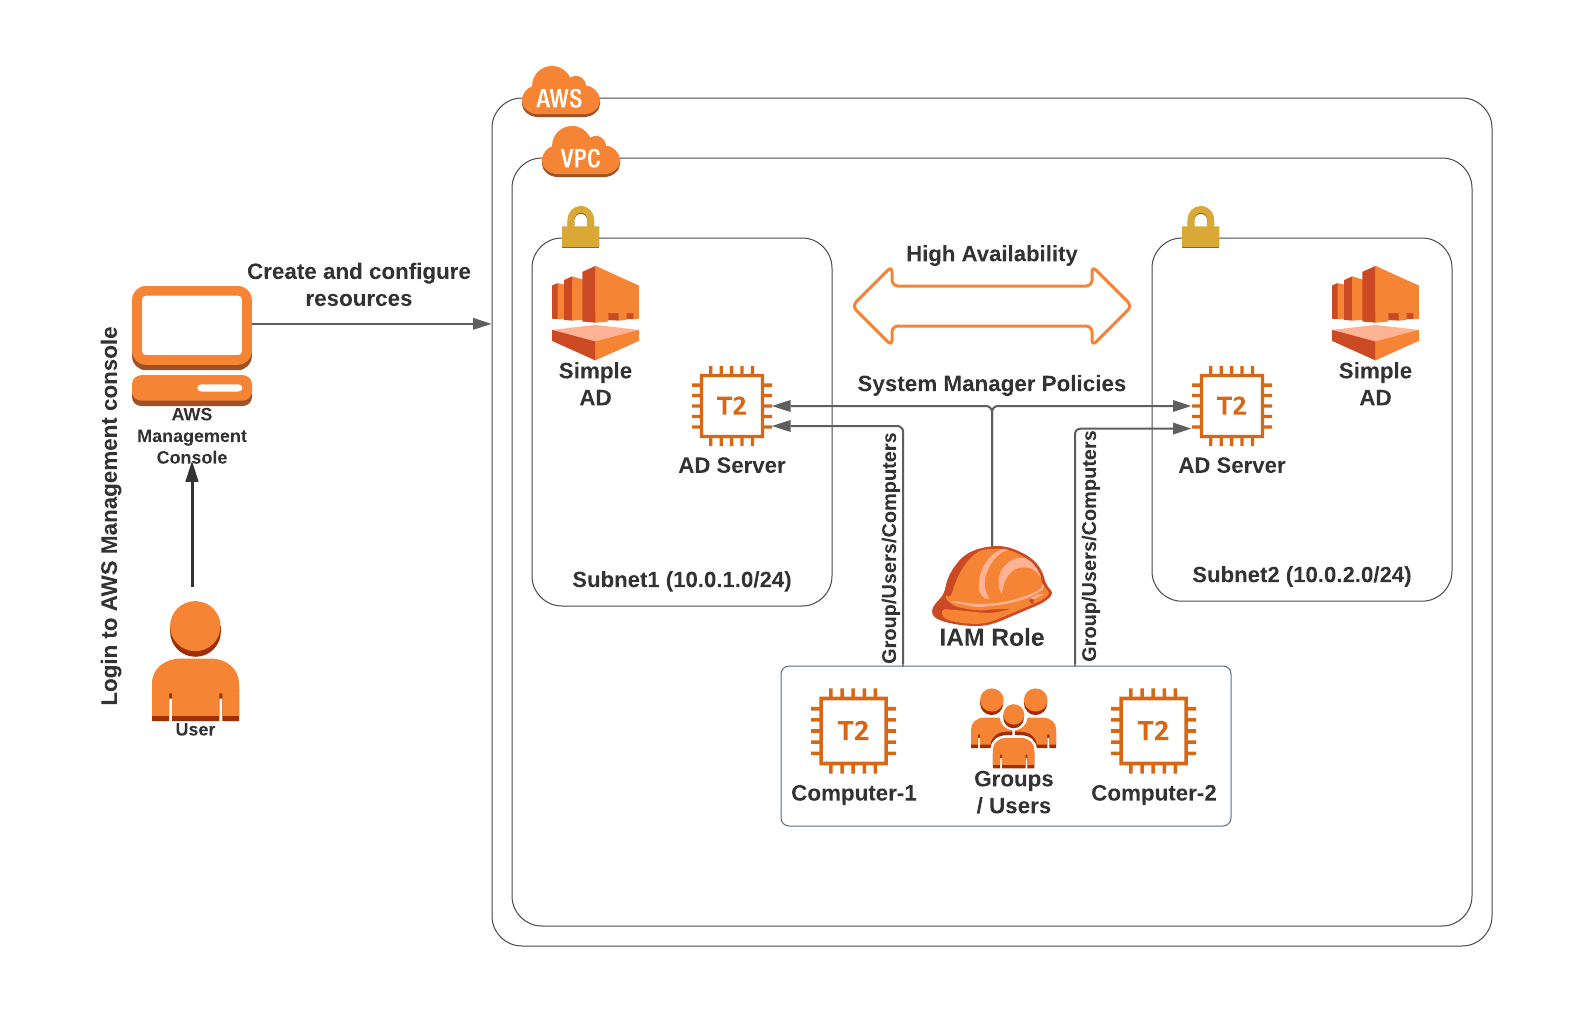 AWS
VPC
Create and configure
resources
Login to AWS Management console
AWS
Management
Console
User
High Availability
Simple
AD
T2
AD Server
Subnet1 (10.0.1.0/24)
System Manager Policies
Simple
AD
T2
AD Server
Subnet2 (10.0.2.0/24)
Group/Users/Computers
Group/Users/Computers
IAM Role
T2
Computer-1
Groups
/ Users
T2
Computer-2